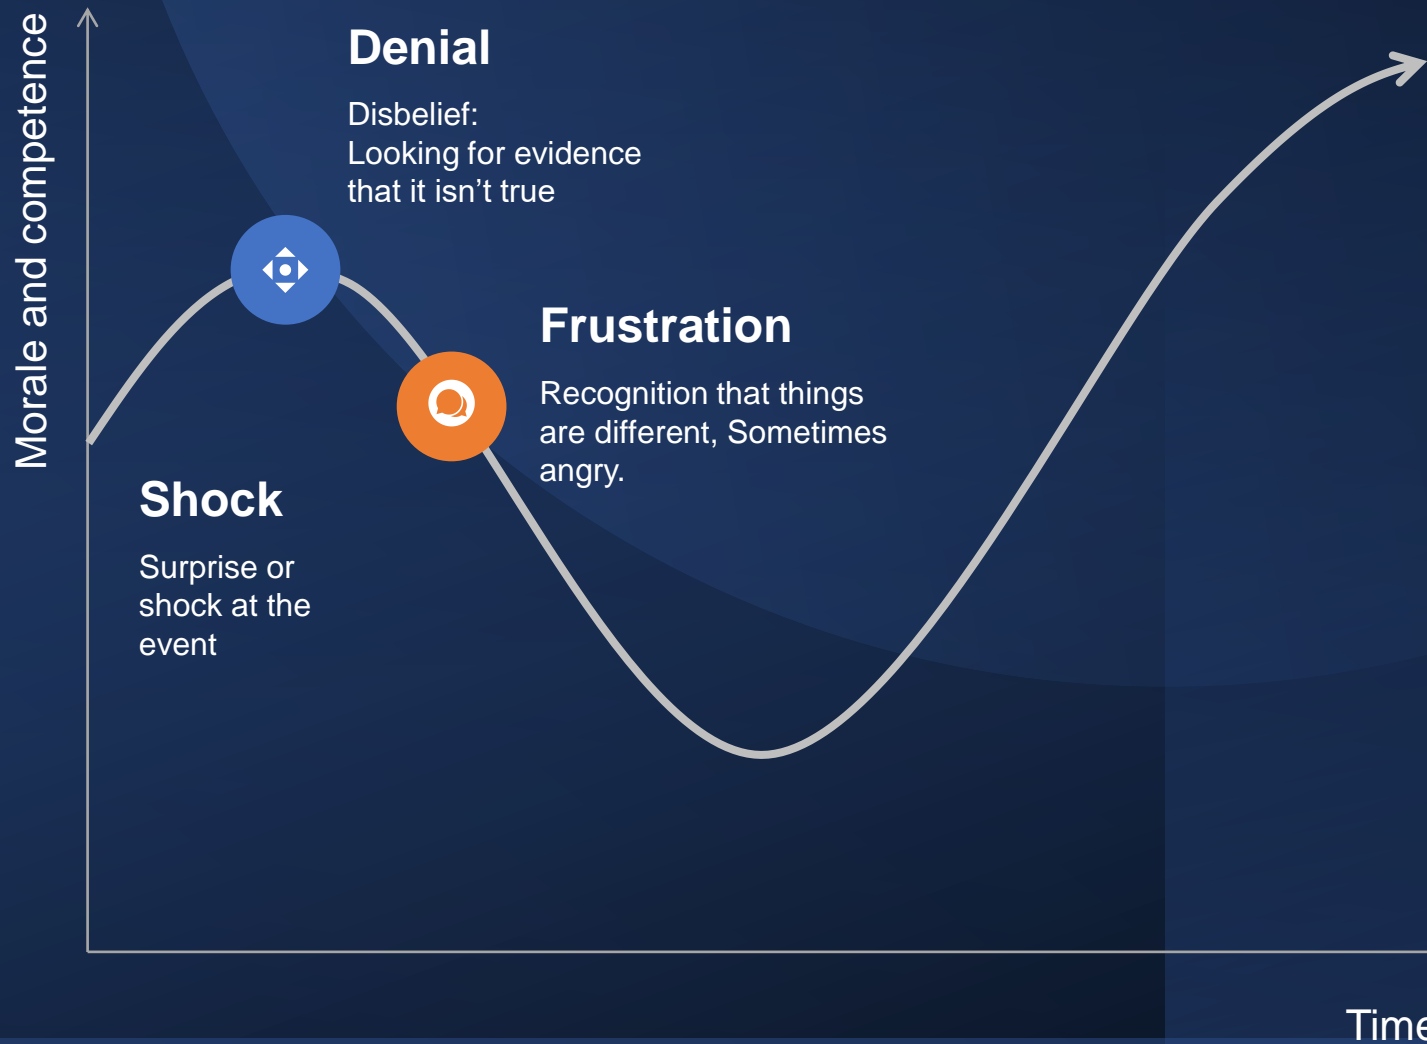 Morale and competence
Denial
Disbelief:
Looking for evidence
that it isn’t true
Frustration
Recognition that things
are different, Sometimes
angry.
Shock
Surprise or
shock at the
event
Time